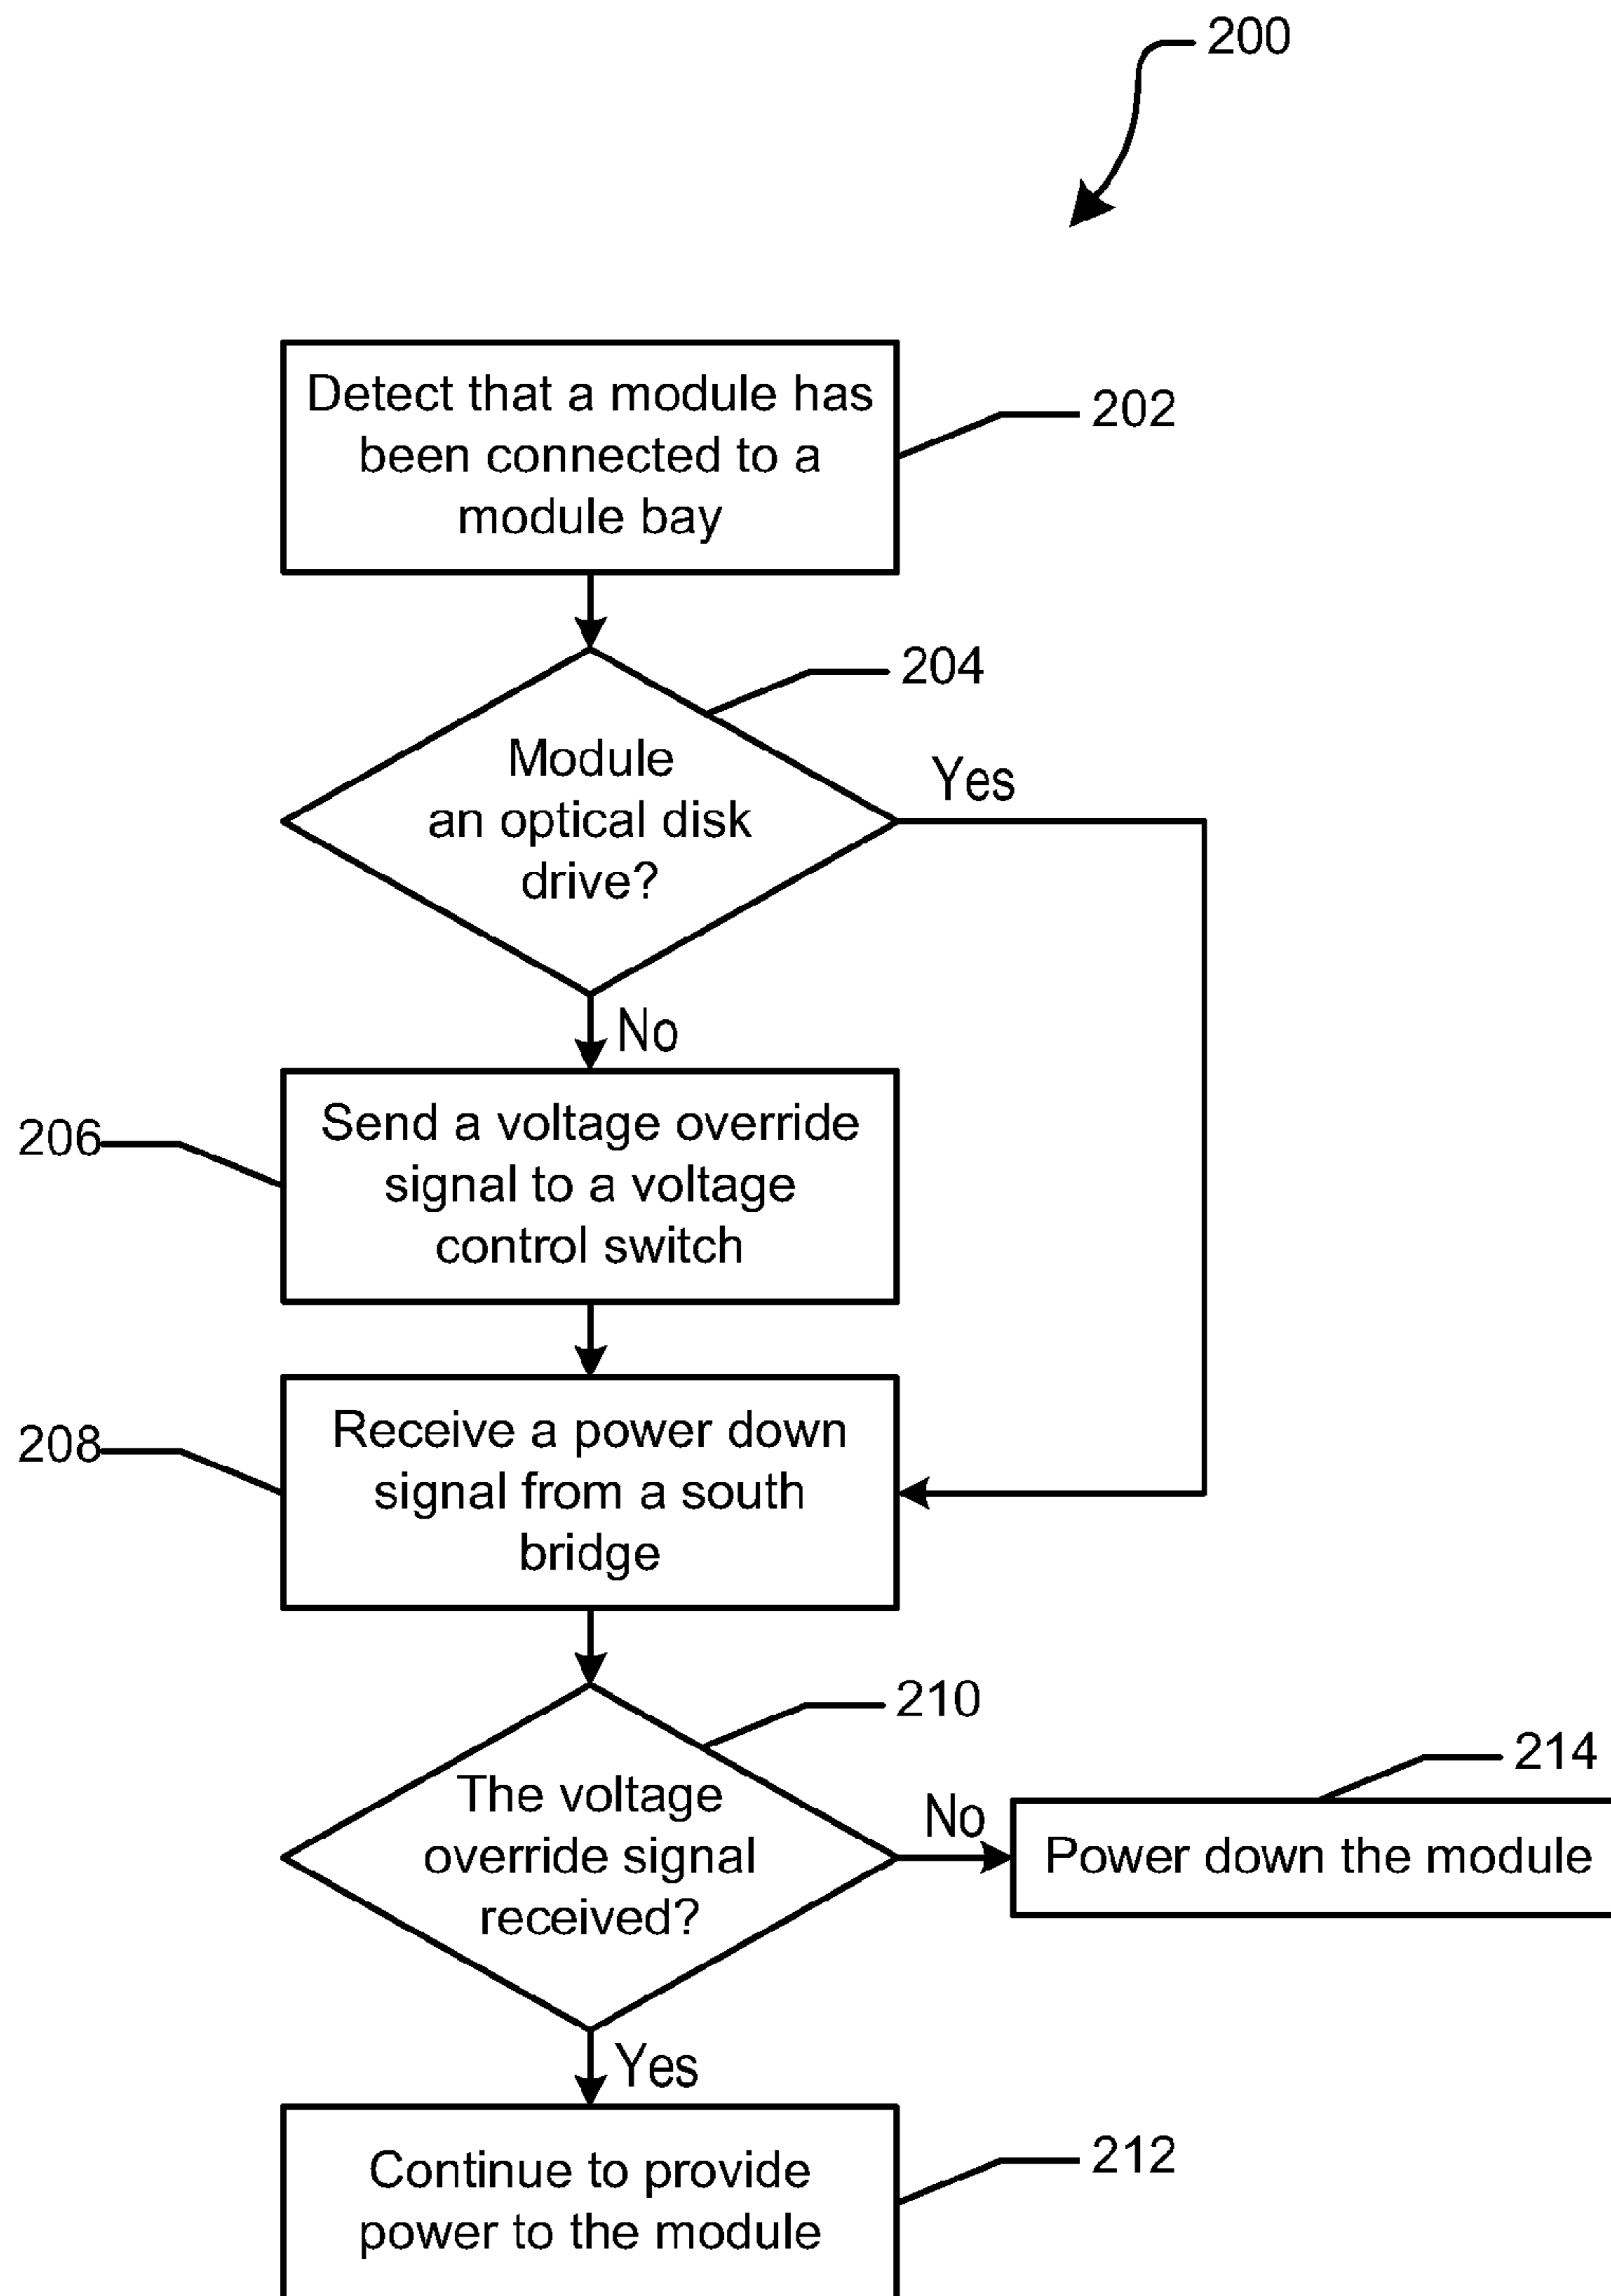 200
Detect that a module has
been connected to a
module bay
202
204
Module
an optical disk
drive?
Yes
No
206
Send a voltage override
signal to a voltage
control switch
208
Receive a power down
signal from a south
bridge
210
The voltage
override signal
received?
No
214
Power down the module
Yes
Continue to provide
power to the module
212